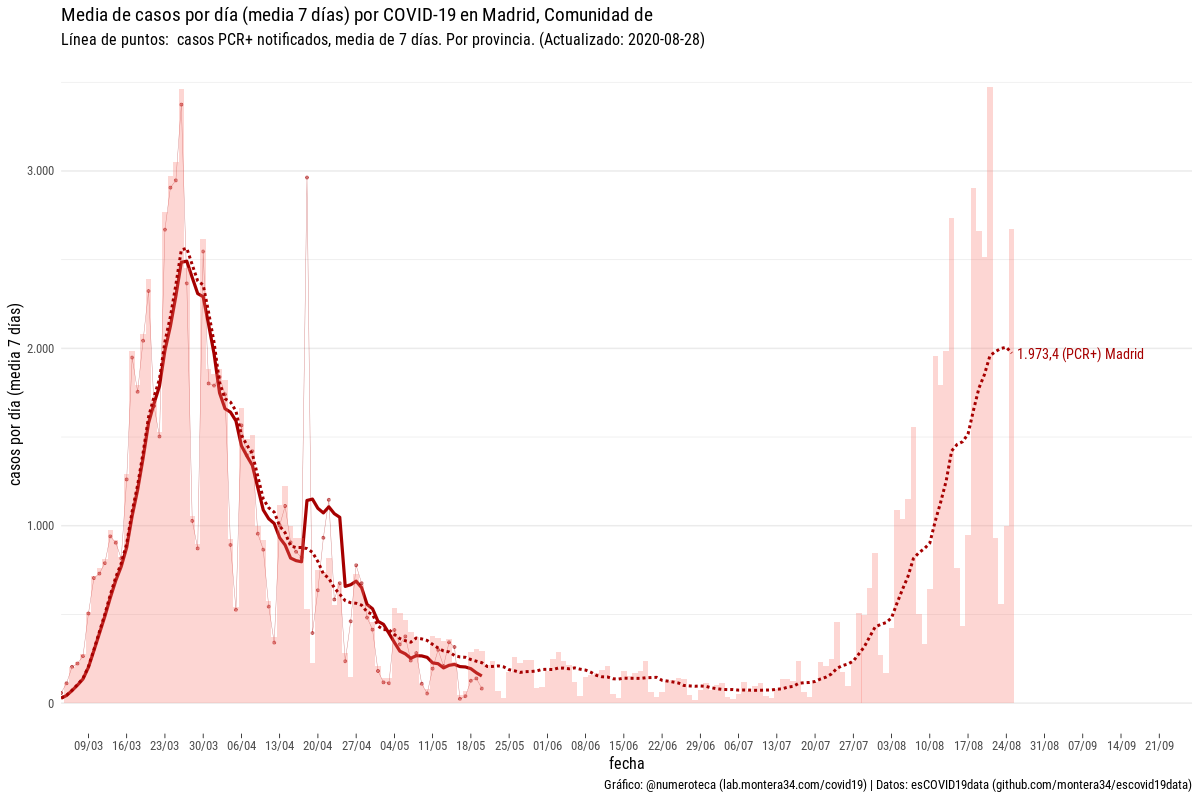 Media de casos por día (media 7 días) por COVID-19 en Madrid, Comunidad de
Línea de puntos:  casos PCR+ notificados, media de 7 días. Por provincia. (Actualizado: 2020-08-28)
casos por día (media 7 días)
3.000
2.000
1.000
0
1.973,4 (PCR+) Madrid
09/03 16/03 23/03 30/03 06/04 13/04 20/04 27/04 04/05 11/05 18/05 25/05 01/06 08/06 15/06 22/06 29/06 06/07 13/07 20/07 27/07 03/08 10/08 17/08 24/08 31/08 07/09 14/09 21/09
fecha
Gráfico: @numeroteca (lab.montera34.com/covid19) | Datos: esCOVID19data (github.com/montera34/escovid19data)